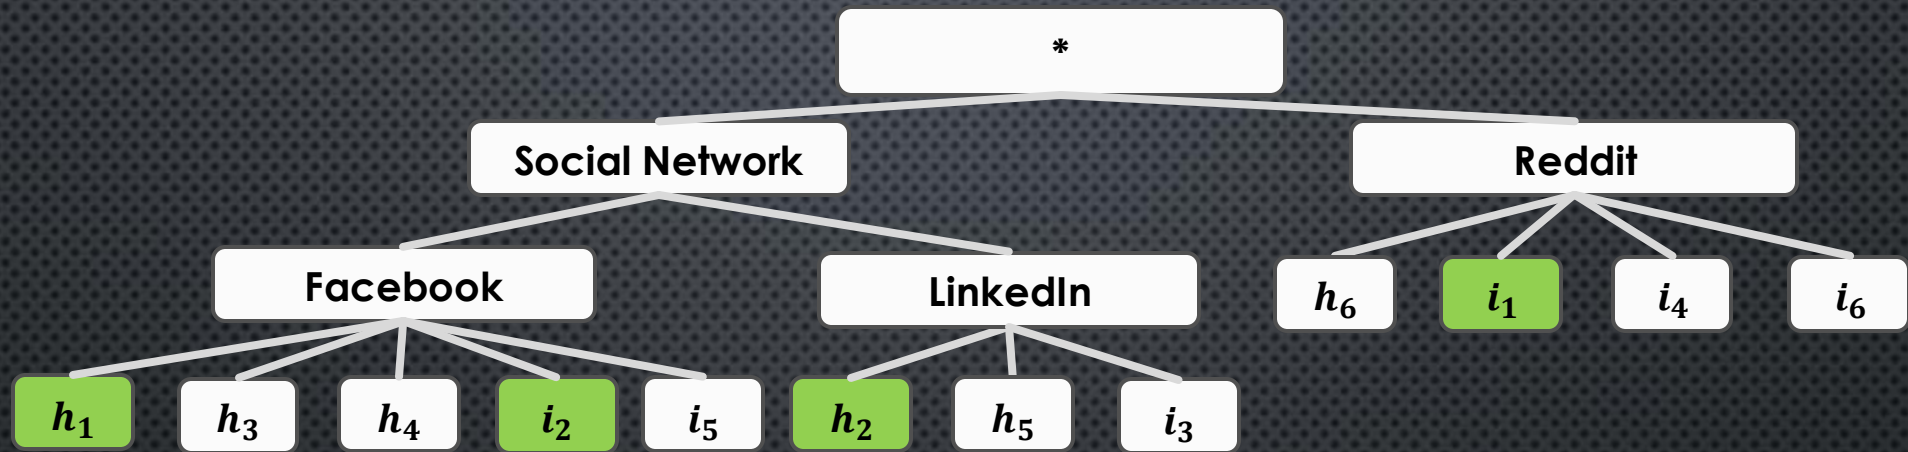 *
Social Network
Reddit
Facebook
LinkedIn
h₆
i₁
i₄
i₆
h₁
h₃
h₄
i₂
i₅
h₂
h₅
i₃